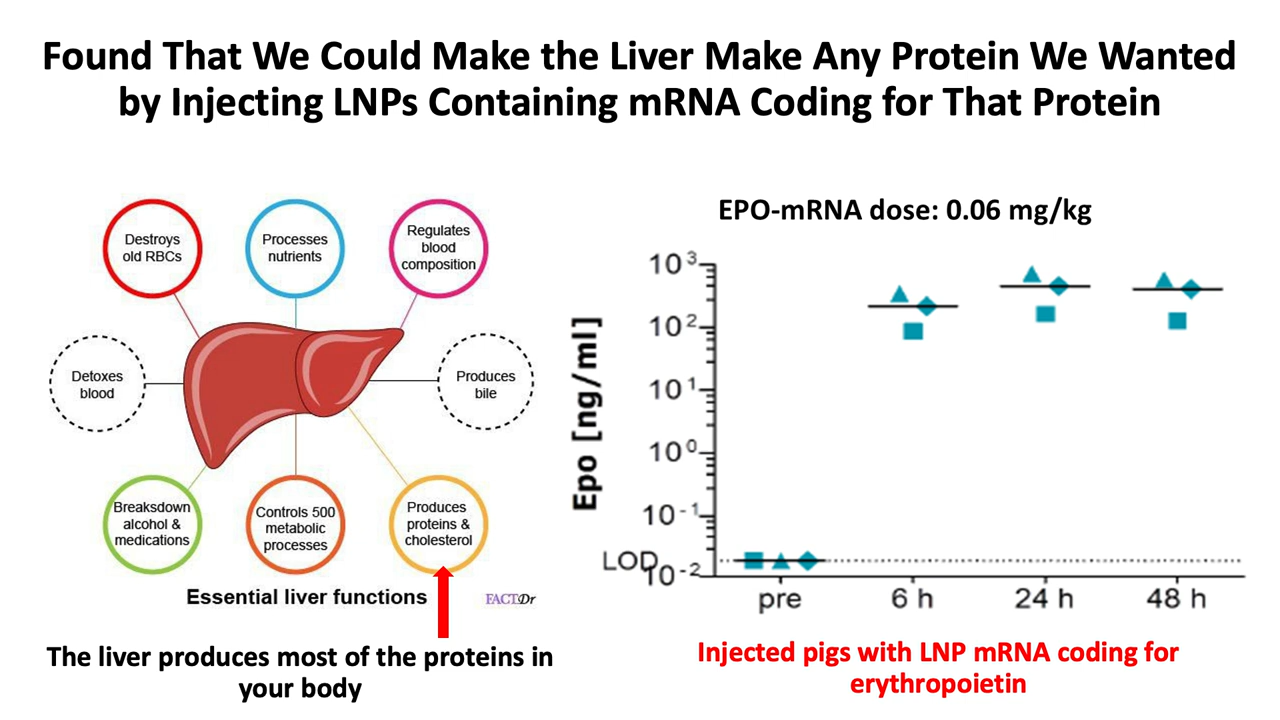 Found That We Could Make the Liver Make Any Protein We Wanted
by Injecting LNPs Containing mRNA Coding for That Protein
Destroys
old RBCs
Processes
nutrients
Regulates
blood
composition
Detoxes
blood
Produces
bile
Breaksdown
alcohol &
medications
Controls 500
metabolic
processes
Produces
proteins &
cholesterol
Essential liver functions
FACTDr
The liver produces most of the proteins in
your body
EPO-mRNA dose: 0.06 mg/kg
Epo [ng/ml]
10³
10²
10¹
10⁰
10⁻¹
LOD
10⁻²
pre
6 h
24 h
48 h
Injected pigs with LNP mRNA coding for
erythropoietin